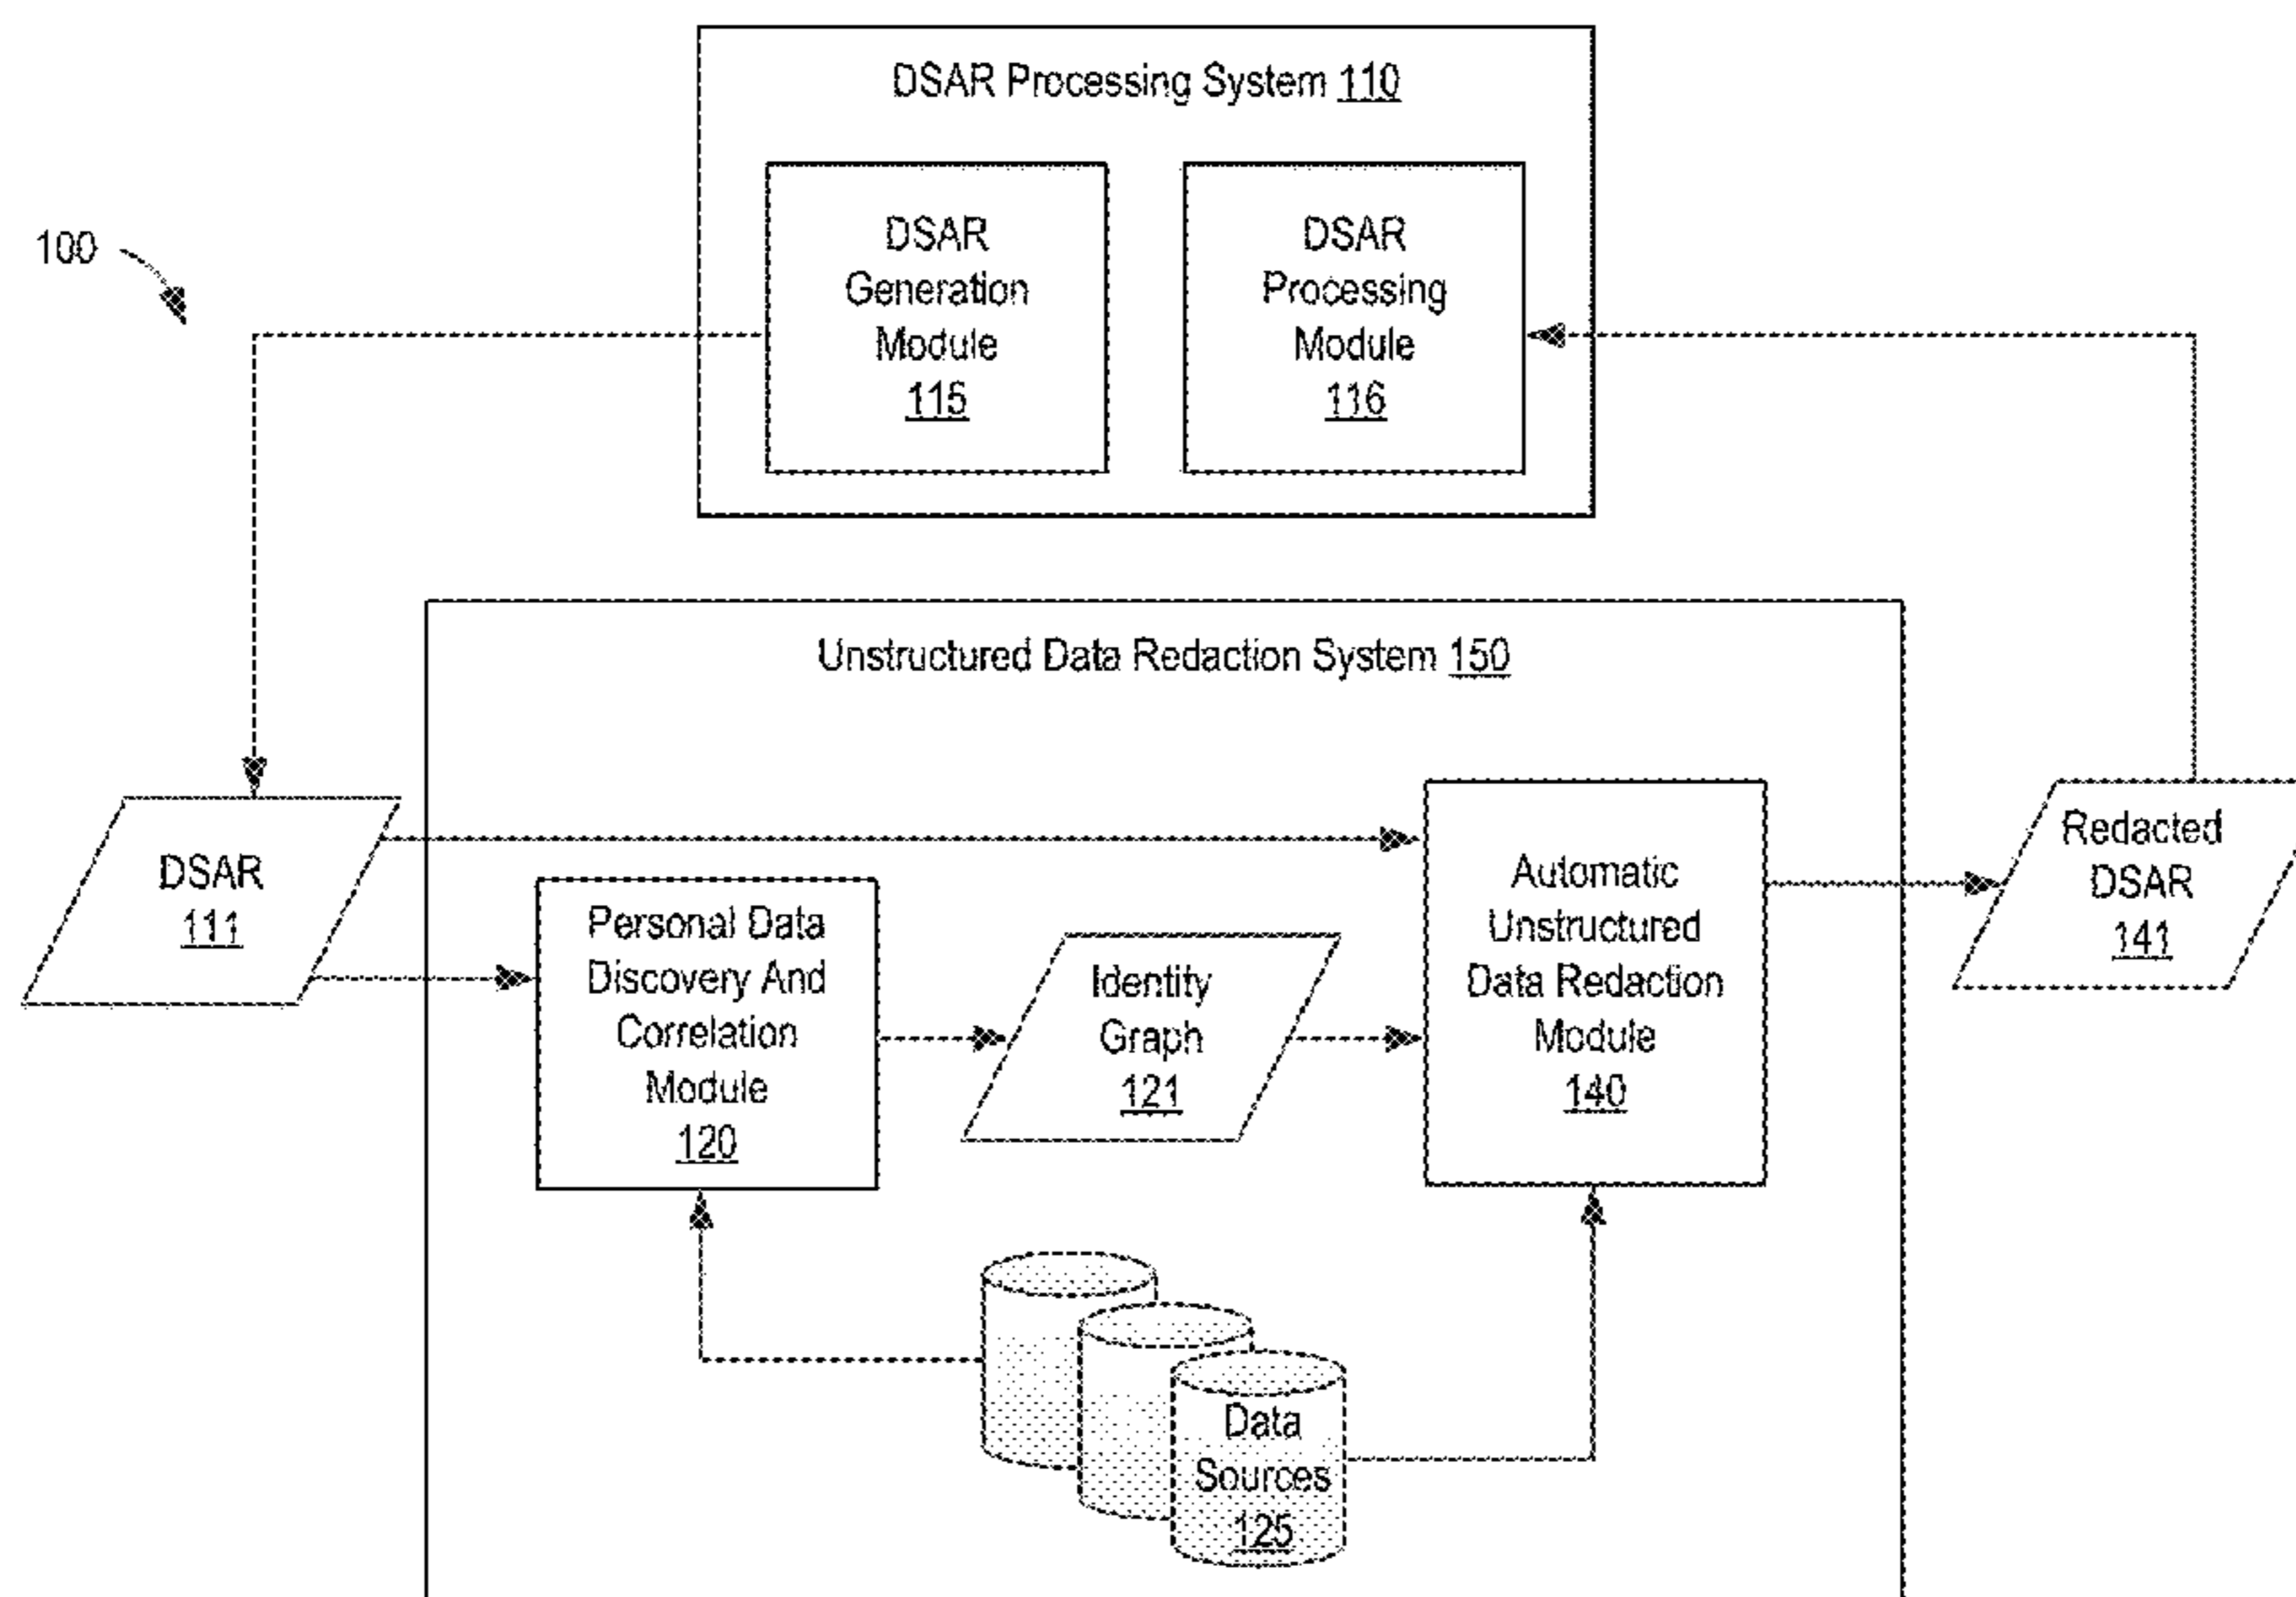 DSAR Processing System 110
DSAR
Generation
Module
115
DSAR
Processing
Module
116
100
Unstructured Data Redaction System 150
DSAR
111
Personal Data
Discovery And
Correlation
Module
120
Identity
Graph
121
Automatic
Unstructured
Data Redaction
Module
140
Redacted
DSAR
141
Data
Sources
125